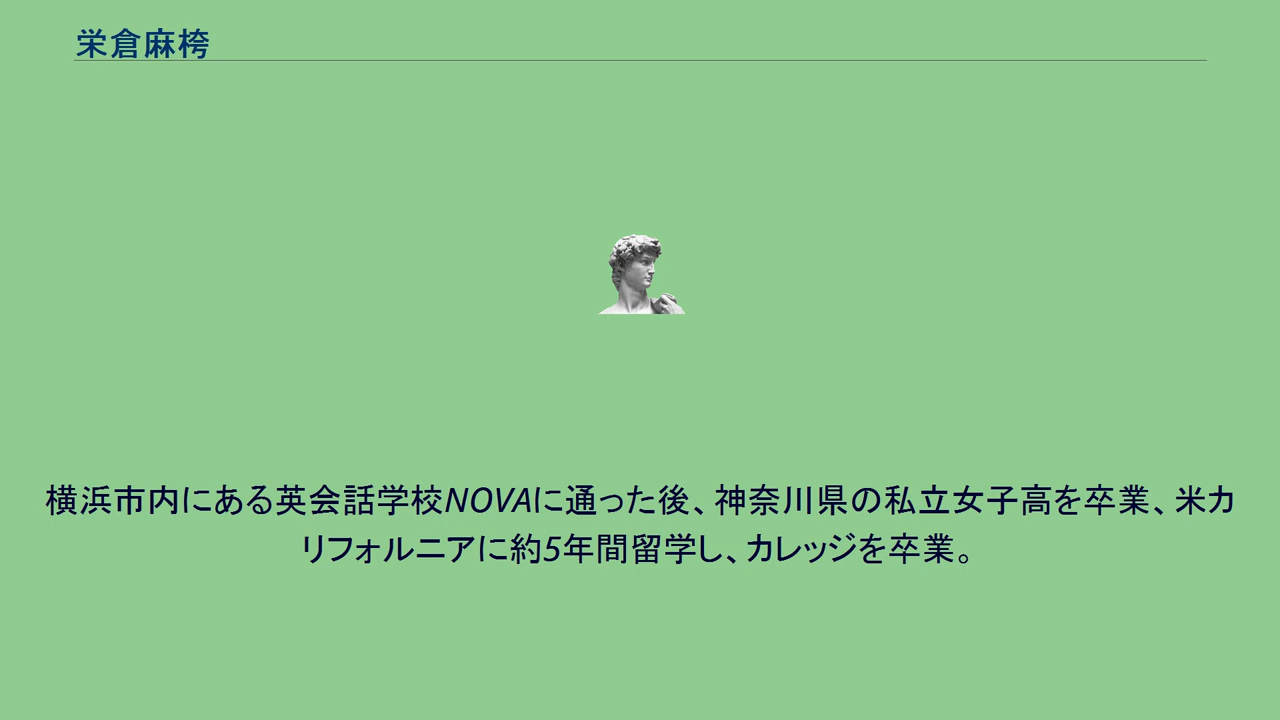 栄倉麻桍
横浜市内にある英会話学校NOVAに通った後、神奈川県の私立女子高を卒業、米カ
リフォルニアに約5年間留学し、カレッジを卒業。